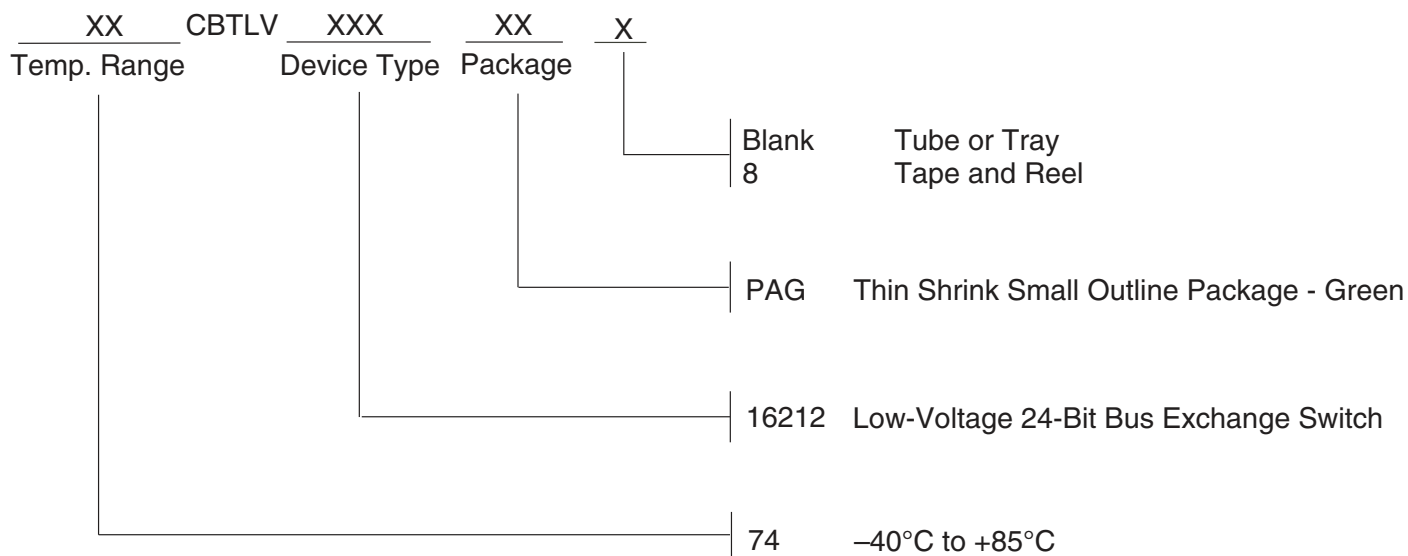 XX CBTLV XXX XX X
Temp. Range Device Type Package
Blank Tube or Tray
8 Tape and Reel
PAG Thin Shrink Small Outline Package - Green
16212 Low-Voltage 24-Bit Bus Exchange Switch
74 –40°C to +85°C